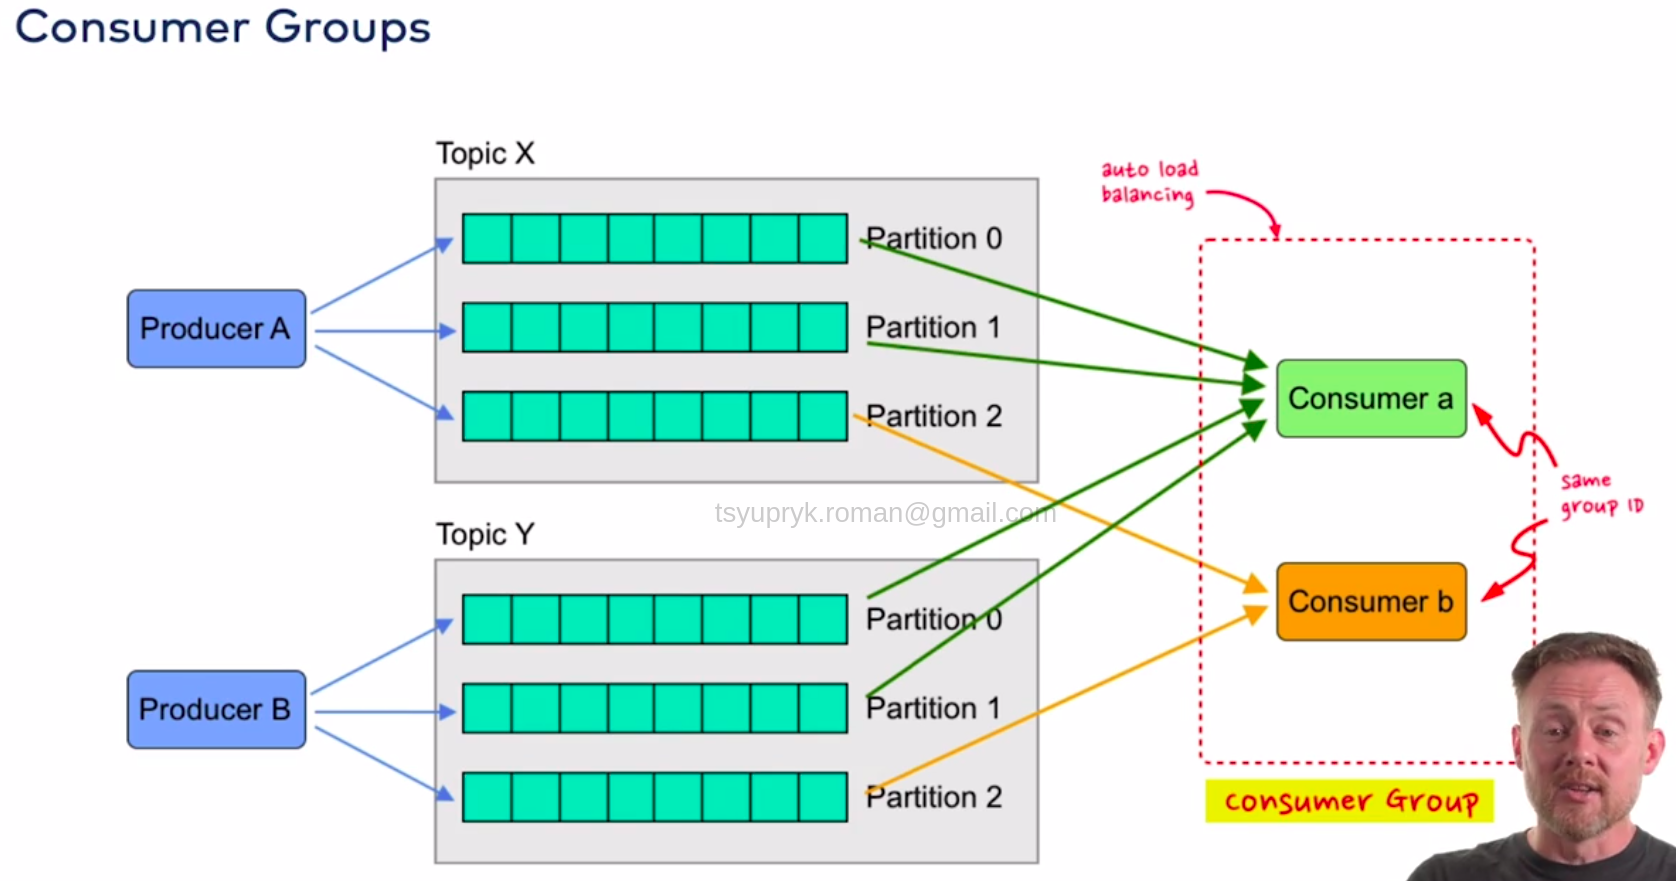 Consumer Groups
Topic X
auto load
balancing
Partition 0
Producer A
Partition 1
Consumer a
Partition 2
same
group ID
tsyupryk.roman@gmail.com
Topic Y
Consumer b
Partition 0
Producer B
Partition 1
Partition 2
Consumer Group